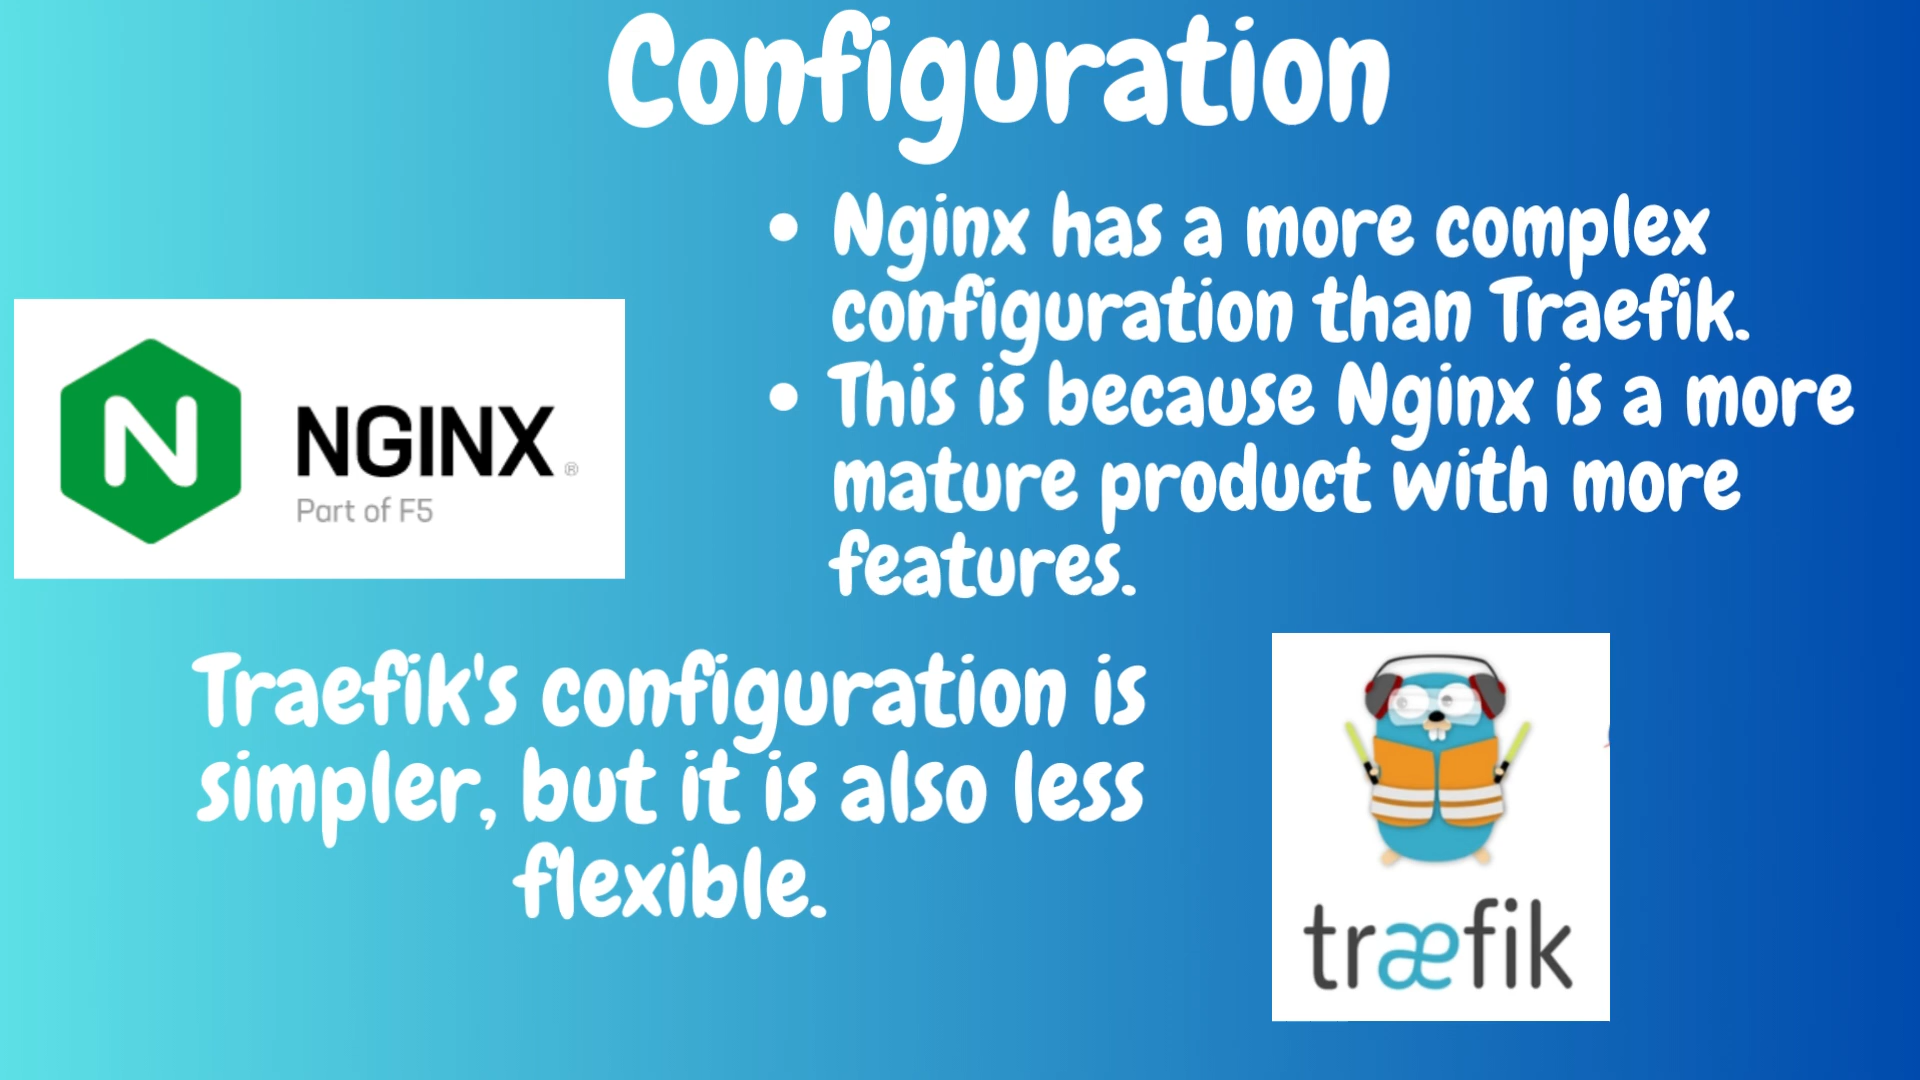 Configuration
• Nginx has a more complex
configuration than Traefik.
• This is because Nginx is a more
mature product with more
features.
NGINX®
Part of F5
Traefik's configuration is
simpler, but it is also less
flexible.
træfik